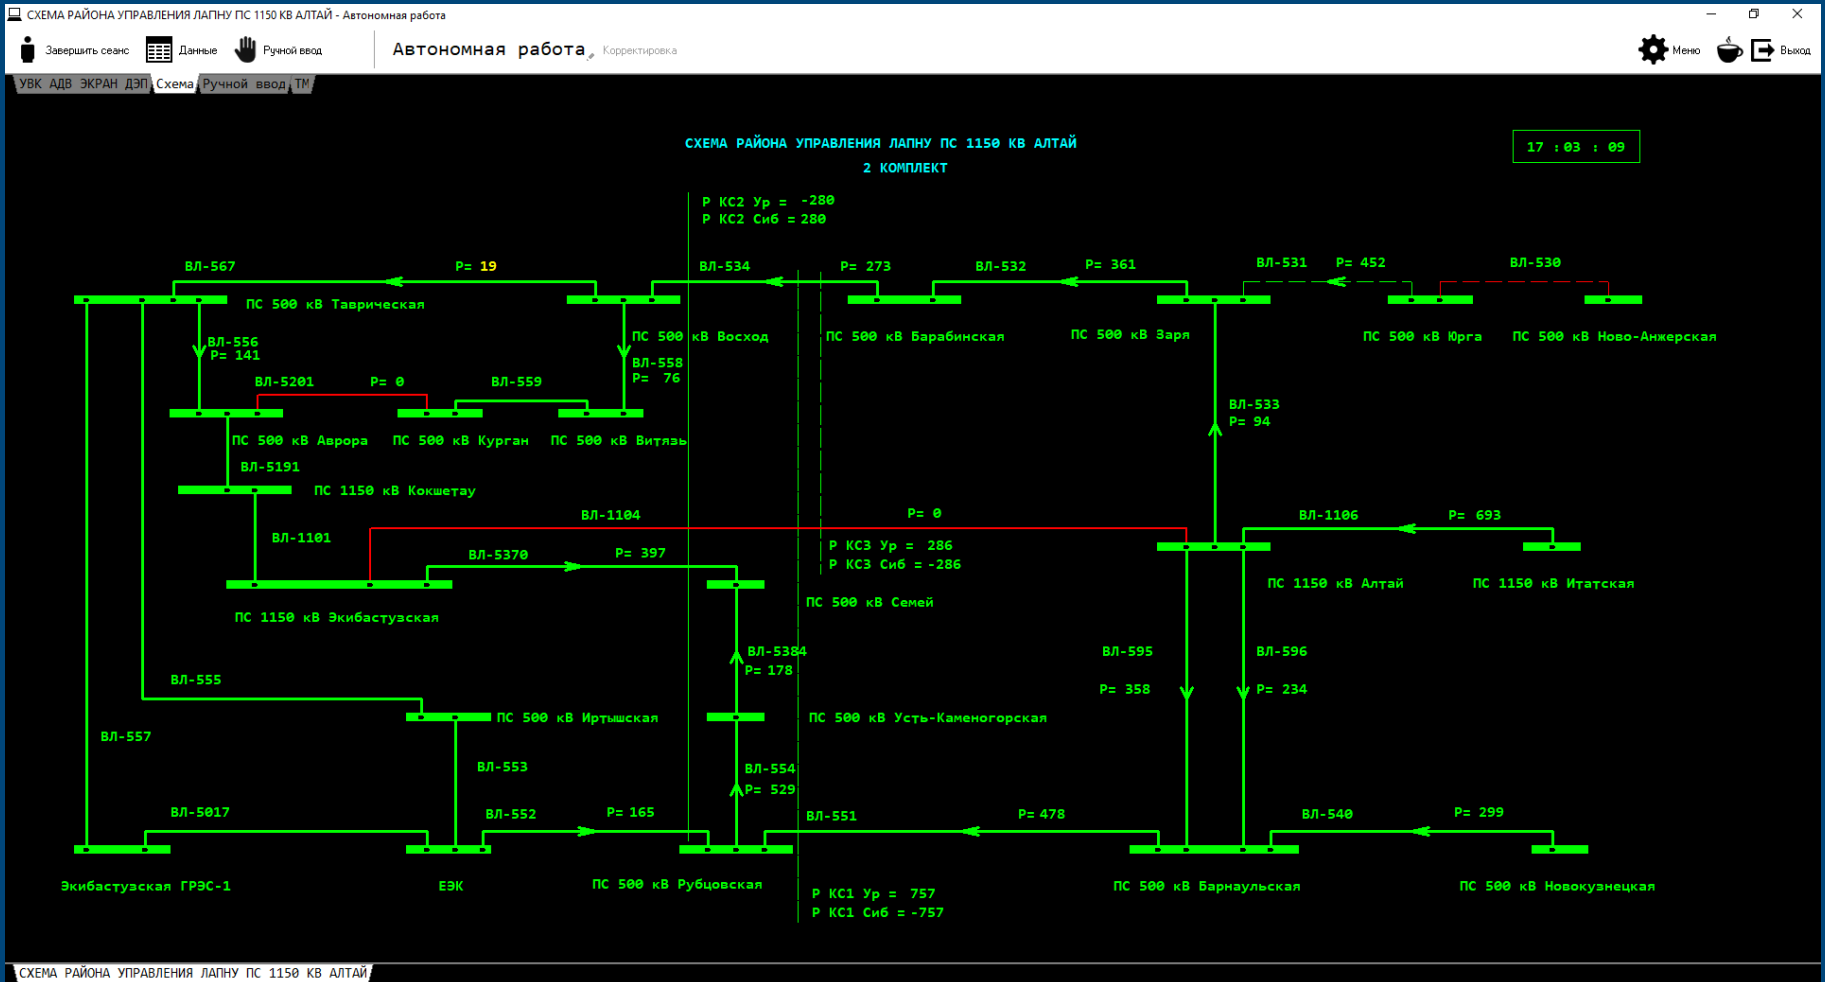 СХЕМА РАЙОНА УПРАВЛЕНИЯ ЛАПНУ ПС 1150 КВ АЛТАЙ - Автономная работа
Завершить сеанс Данные Ручной ввод Автономная работа Корректировка Меню Выход
УВК АДВ ЭКРАН ДЭП Схема Ручной ввод ТМ
СХЕМА РАЙОНА УПРАВЛЕНИЯ ЛАПНУ ПС 1150 КВ АЛТАЙ
17 : 03 : 09
2 КОМПЛЕКТ
Р КС2 Ур = -280
Р КС2 Сиб = 280
ВЛ-567 Р= 19 ВЛ-534 Р= 273 ВЛ-532 Р= 361 ВЛ-531 Р= 452 ВЛ-530
ПС 500 кВ Таврическая
ПС 500 кВ Восход ПС 500 кВ Барабинская ПС 500 кВ Заря ПС 500 кВ Юрга ПС 500 кВ Ново-Анжерская
ВЛ-556
Р= 141
ВЛ-558
Р= 76
ВЛ-5201 Р= 0 ВЛ-559
ВЛ-533
Р= 94
ПС 500 кВ Аврора ПС 500 кВ Курган ПС 500 кВ Витязь
ВЛ-5191
ПС 1150 кВ Кокшетау
ВЛ-1104 Р= 0 ВЛ-1106 Р= 693
ВЛ-1101
Р КС3 Ур = 286
Р КС3 Сиб = -286
ВЛ-5370 Р= 397
ПС 1150 кВ Алтай ПС 1150 кВ Итатская
ПС 500 кВ Семей
ПС 1150 кВ Экибастузская
ВЛ-5384
Р= 178
ВЛ-595 ВЛ-596
Р= 358 Р= 234
ВЛ-555
ПС 500 кВ Иртышская ПС 500 кВ Усть-Каменогорская
ВЛ-557
ВЛ-553
ВЛ-554
Р= 529
ВЛ-5017 ВЛ-552 Р= 165 ВЛ-551 Р= 478 ВЛ-540 Р= 299
Экибастузская ГРЭС-1 ЕЭК ПС 500 кВ Рубцовская ПС 500 кВ Барнаульская ПС 500 кВ Новокузнецкая
Р КС1 Ур = 757
Р КС1 Сиб = -757
СХЕМА РАЙОНА УПРАВЛЕНИЯ ЛАПНУ ПС 1150 КВ АЛТАЙ